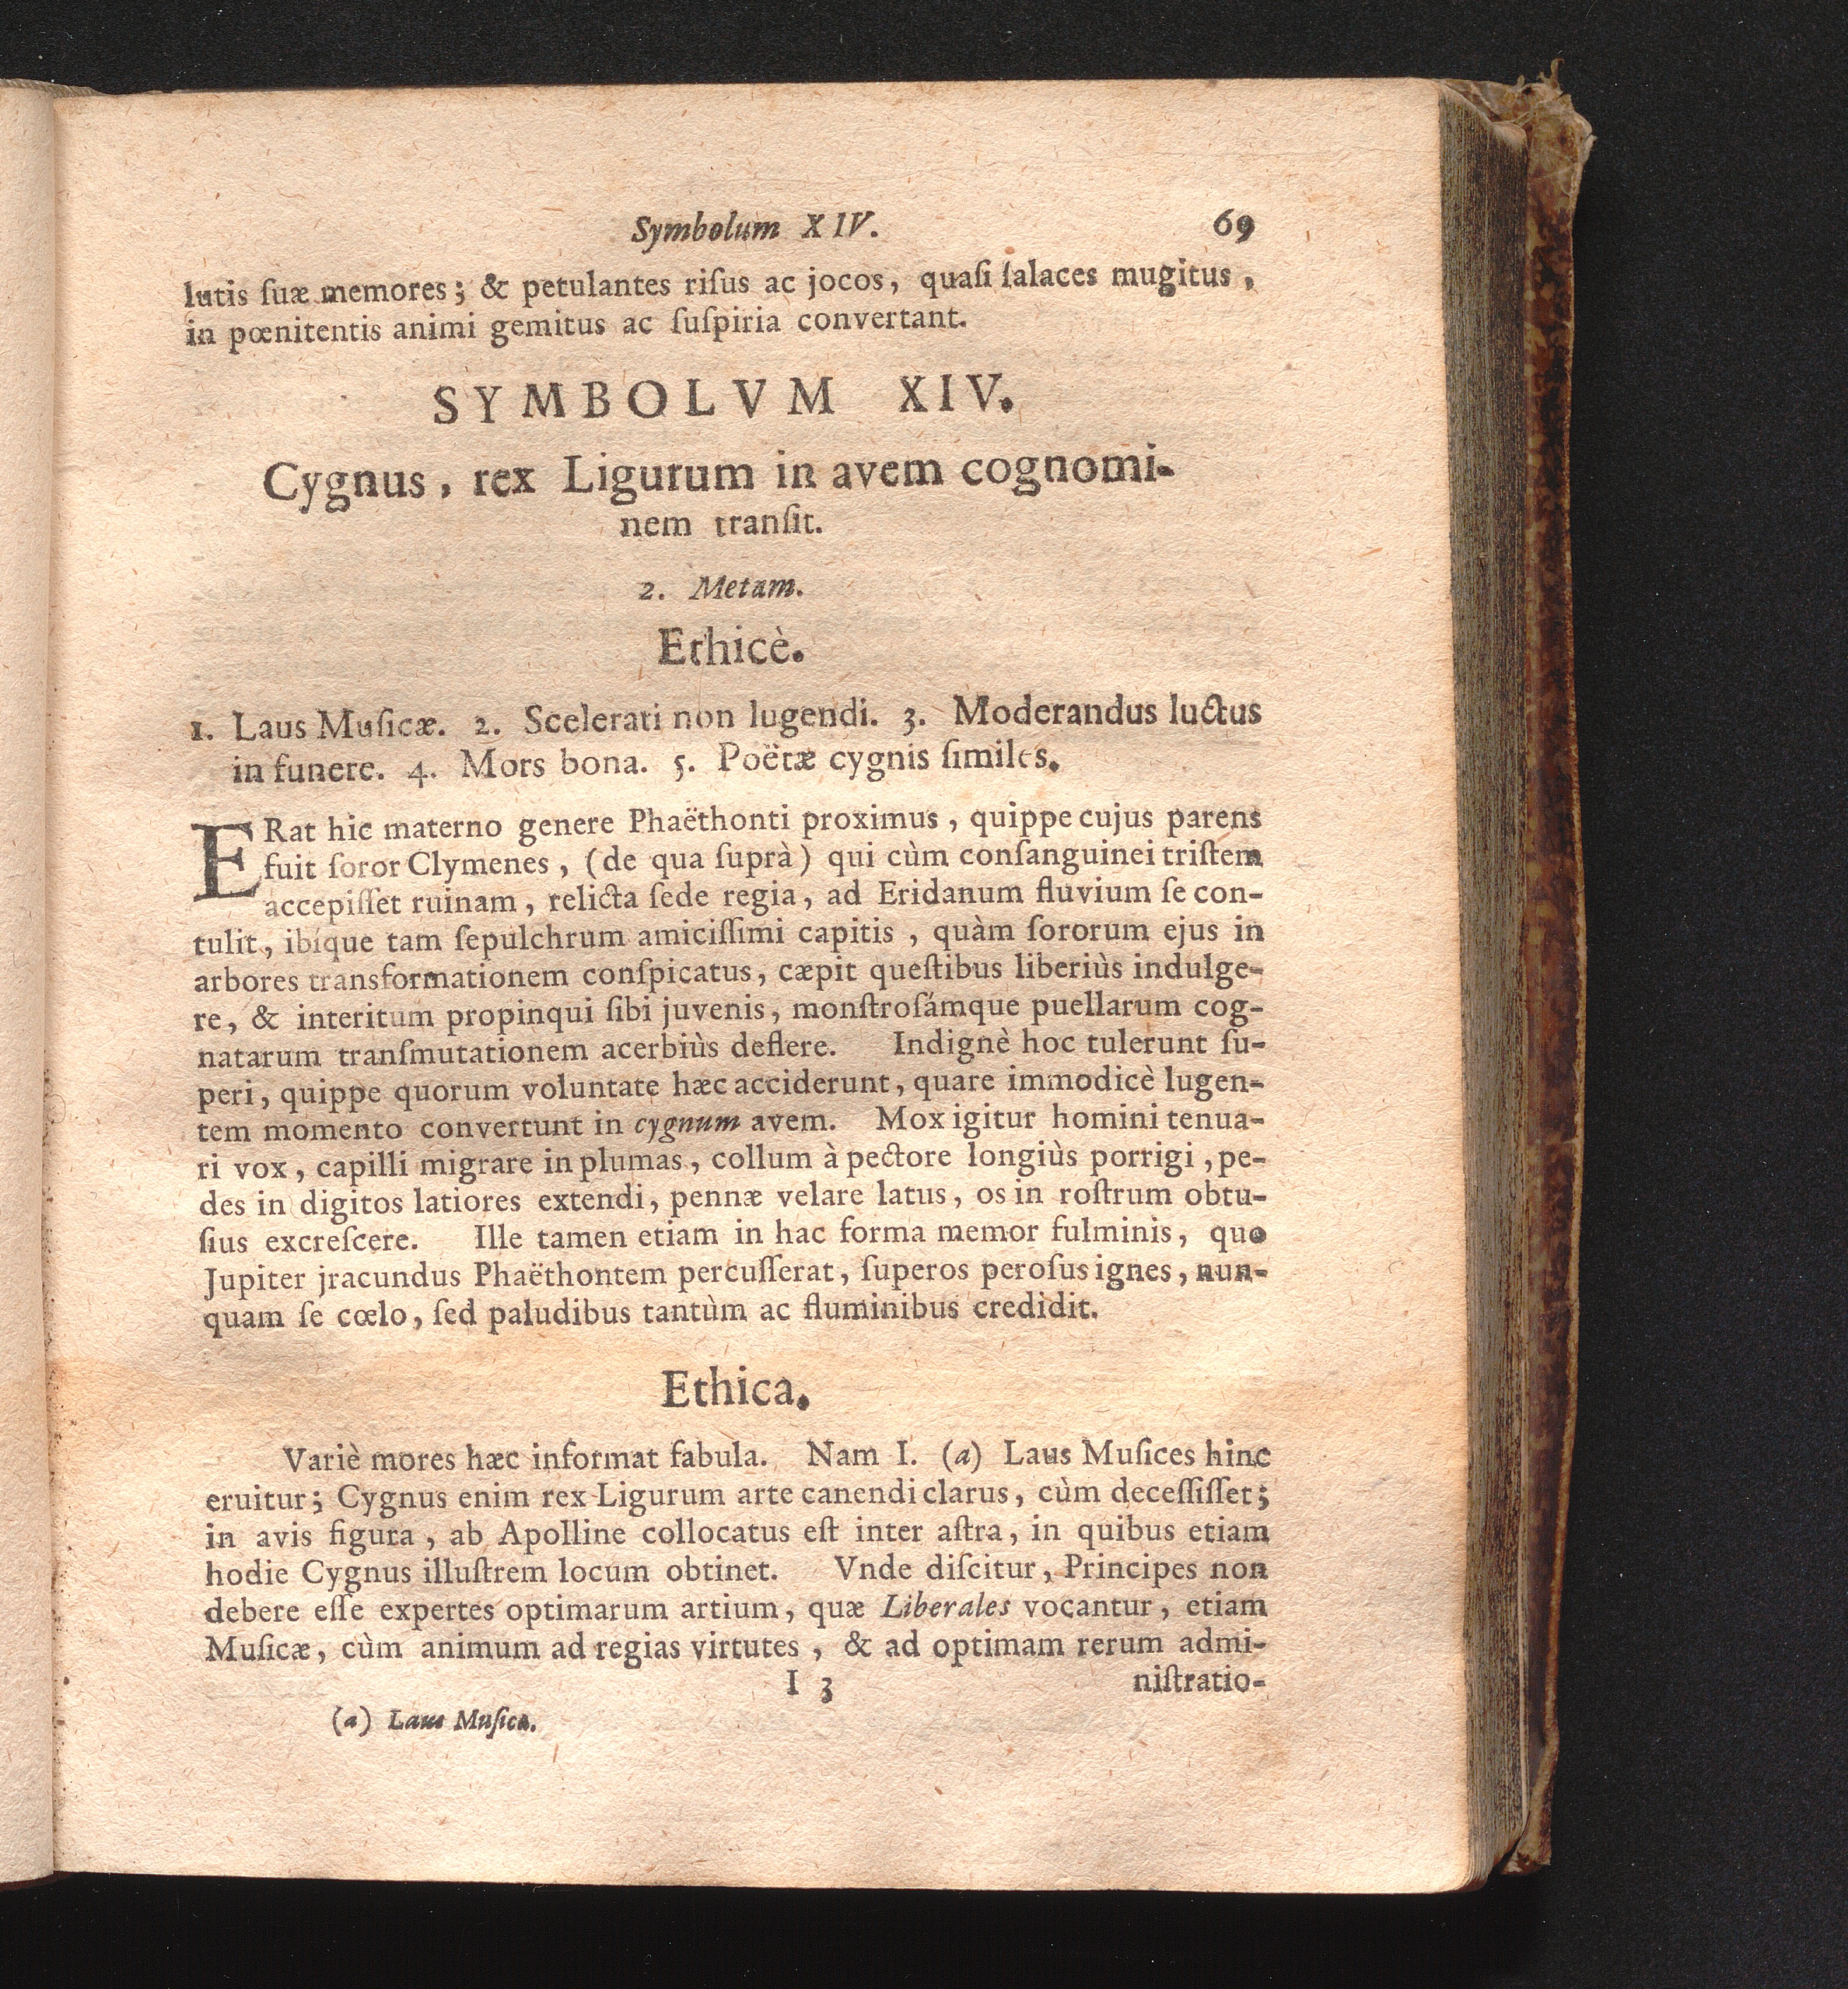 Symbolum XIV. 69
lutis ſuæ memores; & petulantes riſus ac jocos, quaſi ſalaces mugitus,
in pœnitentis animi gemitus ac ſuſpiria convertant.
SYMBOLVM XIV.
Cygnus, rex Ligurum in avem cognomi-
nem tranſit.
2. Metam.
Ethicè.
1. Laus Muſicæ. 2. Scelerati non lugendi. 3. Moderandus luctus
in funere. 4. Mors bona. 5. Poëtæ cygnis ſimiles.
ERat hic materno genere Phaëthonti proximus, quippe cujus parens
fuit ſoror Clymenes, (de qua ſuprà) qui cùm conſanguinei triſtem
accepiſſet ruinam, relicta ſede regia, ad Eridanum fluvium ſe con-
tulit, ibíque tam ſepulchrum amiciſſimi capitis, quàm ſororum ejus in
arbores transformationem conſpicatus, cæpit queſtibus liberiùs indulge-
re, & interitum propinqui ſibi juvenis, monſtroſámque puellarum cog-
natarum tranſmutationem acerbiùs deflere. Indignè hoc tulerunt ſu-
peri, quippe quorum voluntate hæc acciderunt, quare immodicè lugen-
tem momento convertunt in cygnum avem. Mox igitur homini tenua-
ri vox, capilli migrare in plumas, collum à pectore longiùs porrigi, pe-
des in digitos latiores extendi, pennæ velare latus, os in roſtrum obtu-
ſius excreſcere. Ille tamen etiam in hac forma memor fulminis, quo
Jupiter jracundus Phaëthontem percuſſerat, ſuperos peroſus ignes, nun-
quam ſe cœlo, ſed paludibus tantùm ac fluminibus credidit.
Ethica.
Variè mores hæc informat fabula. Nam I. (a) Laus Muſices hinc
eruitur; Cygnus enim rex Ligurum arte canendi clarus, cùm deceſſiſſet;
in avis figura, ab Apolline collocatus eſt inter aſtra, in quibus etiam
hodie Cygnus illuſtrem locum obtinet. Vnde diſcitur, Principes non
debere eſſe expertes optimarum artium, quæ Liberales vocantur, etiam
Muſicæ, cùm animum ad regias virtutes, & ad optimam rerum admi-
I 3 niſtratio-
(a) Laus Muſica.